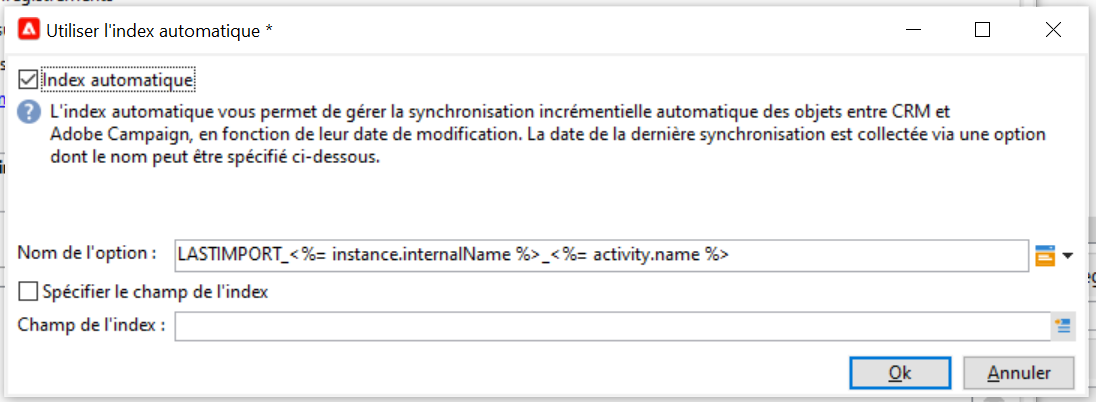 Utiliser l'index automatique *
Index automatique
L'index automatique vous permet de gérer la synchronisation incrémentielle automatique des objets entre CRM et
Adobe Campaign, en fonction de leur date de modification. La date de la dernière synchronisation est collectée via une option
dont le nom peut être spécifié ci-dessous.
Nom de l'option : LASTIMPORT_<%= instance.internalName %>_<%= activity.name %>
Spécifier le champ de l'index
Champ de l'index :
Ok Annuler